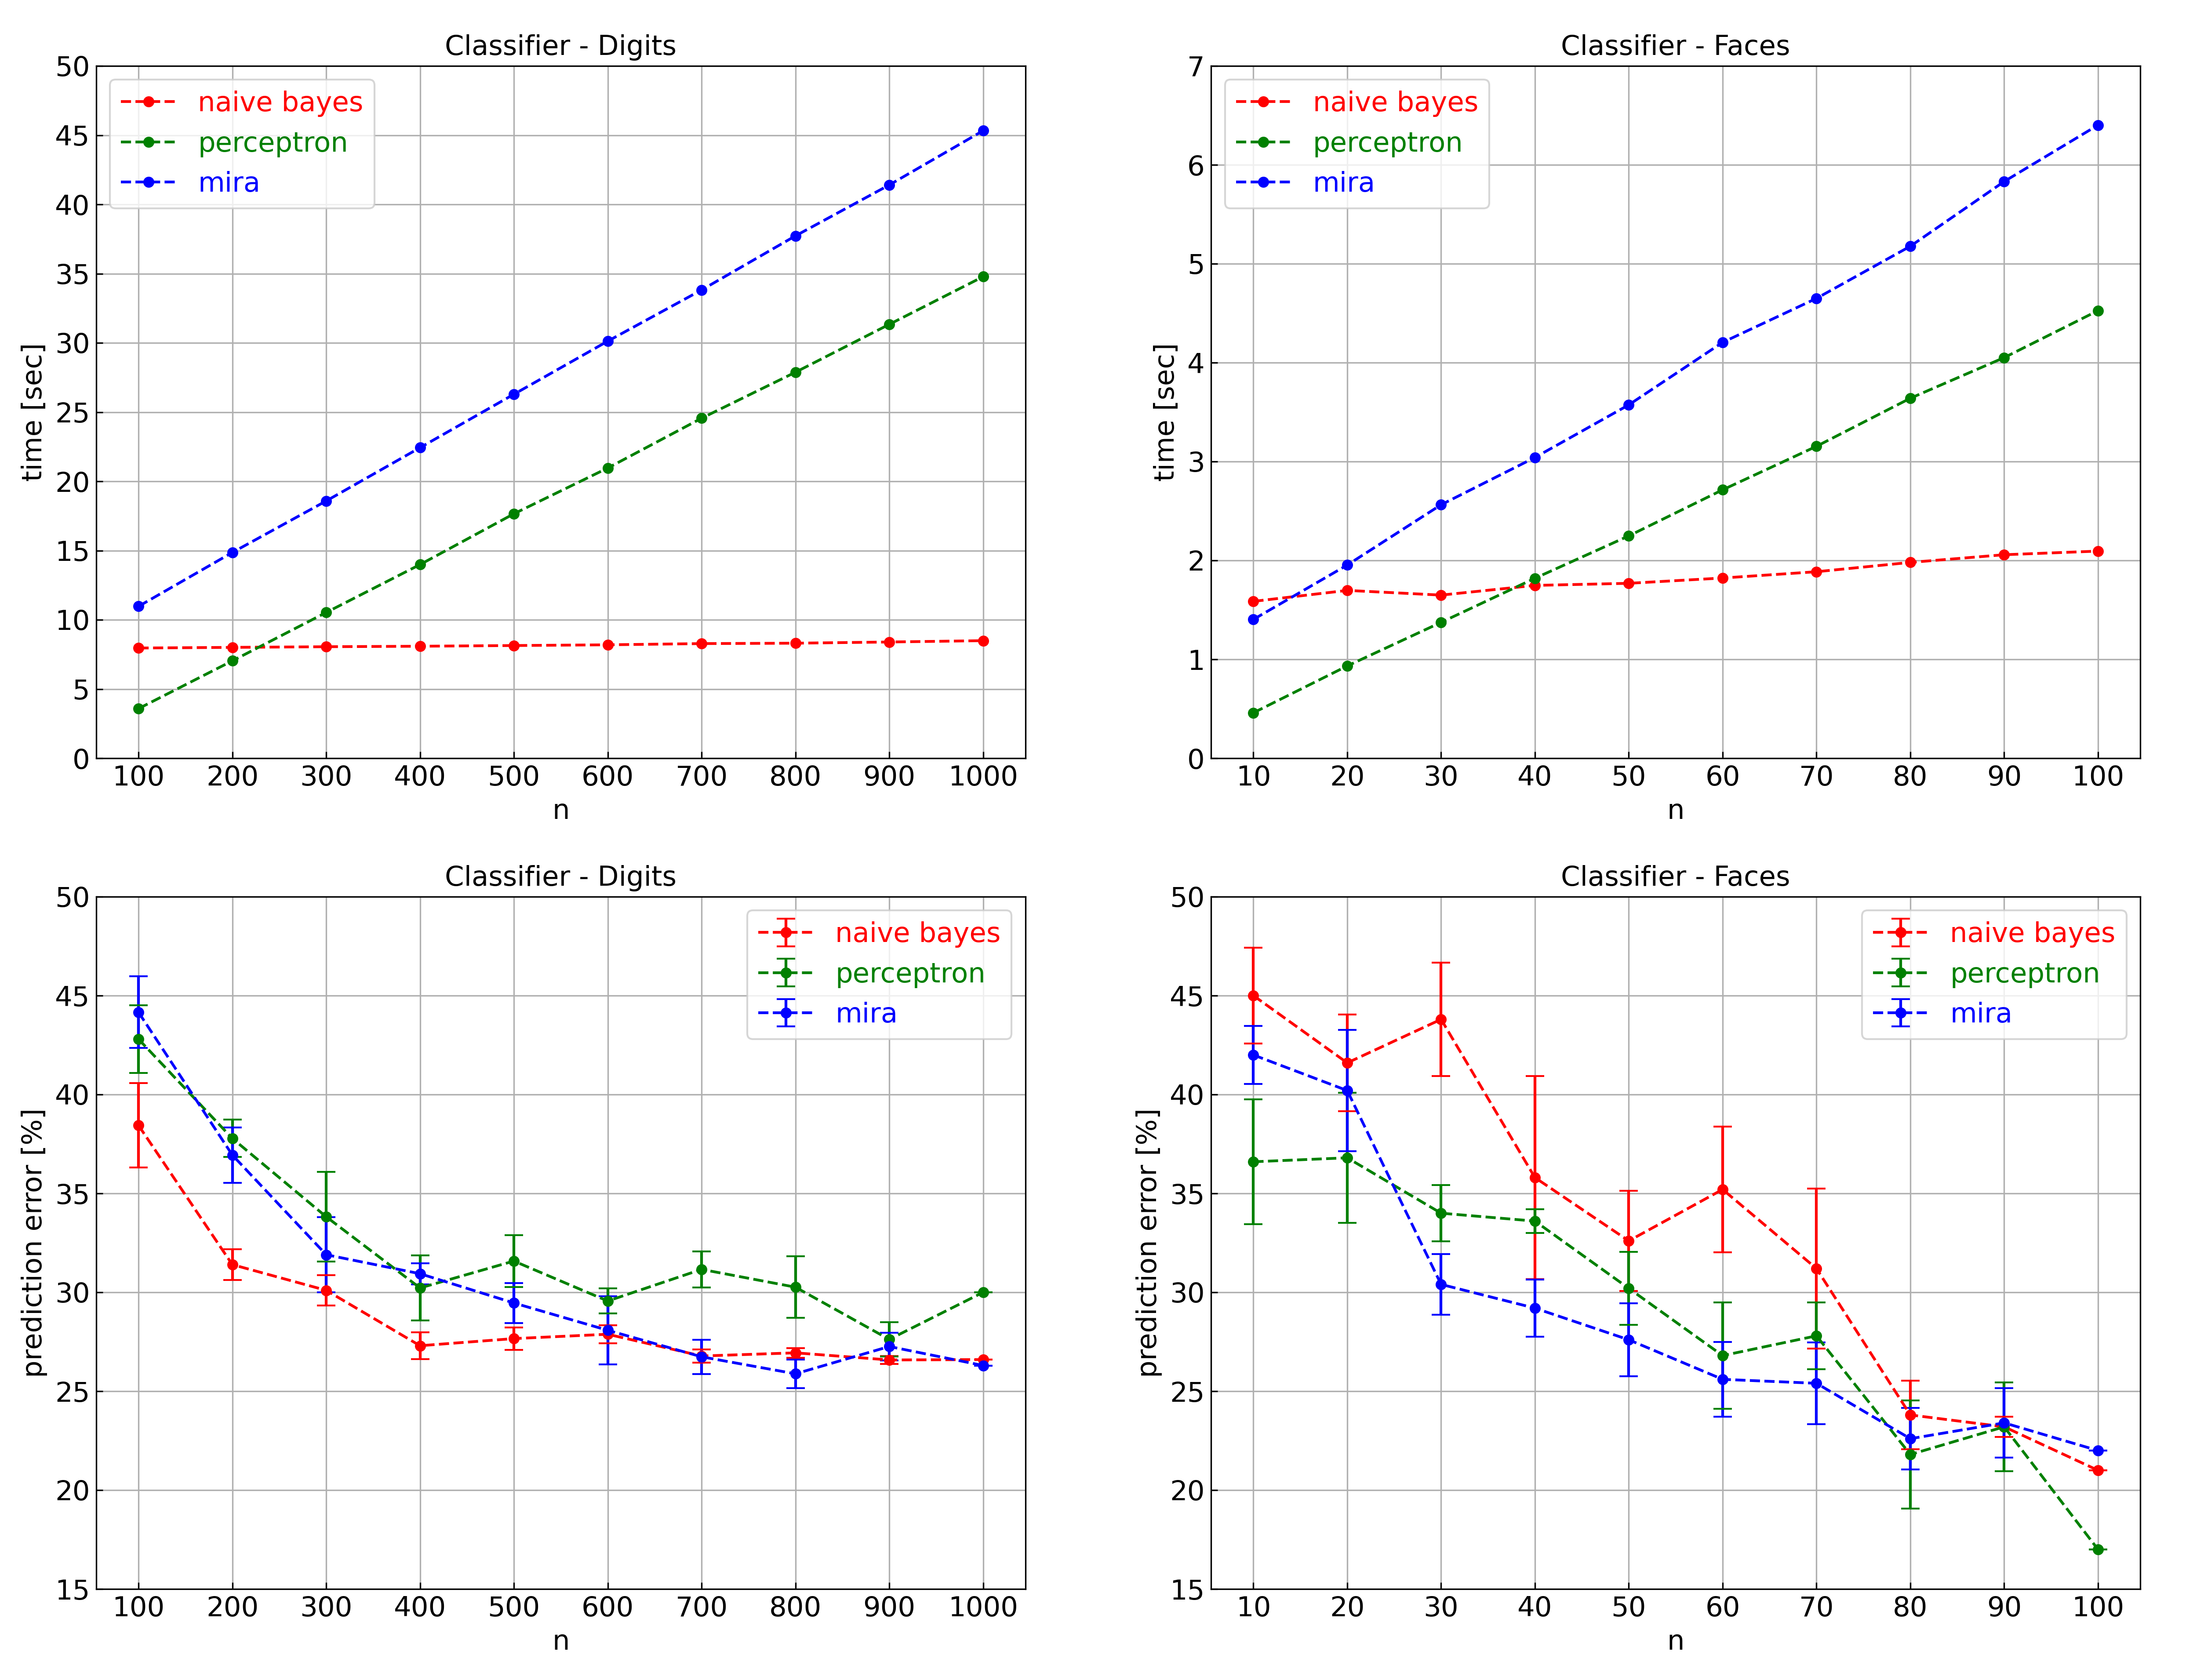 Classifier - Digits
50
45
40
35
30
25
20
15
10
5
0
time [sec]
naive bayes
perceptron
mira
100 200 300 400 500 600 700 800 900 1000
n
Classifier - Faces
7
6
5
4
3
2
1
0
time [sec]
naive bayes
perceptron
mira
10 20 30 40 50 60 70 80 90 100
n
Classifier - Digits
50
45
40
35
30
25
20
15
prediction error [%]
naive bayes
perceptron
mira
100 200 300 400 500 600 700 800 900 1000
n
Classifier - Faces
50
45
40
35
30
25
20
15
prediction error [%]
naive bayes
perceptron
mira
10 20 30 40 50 60 70 80 90 100
n